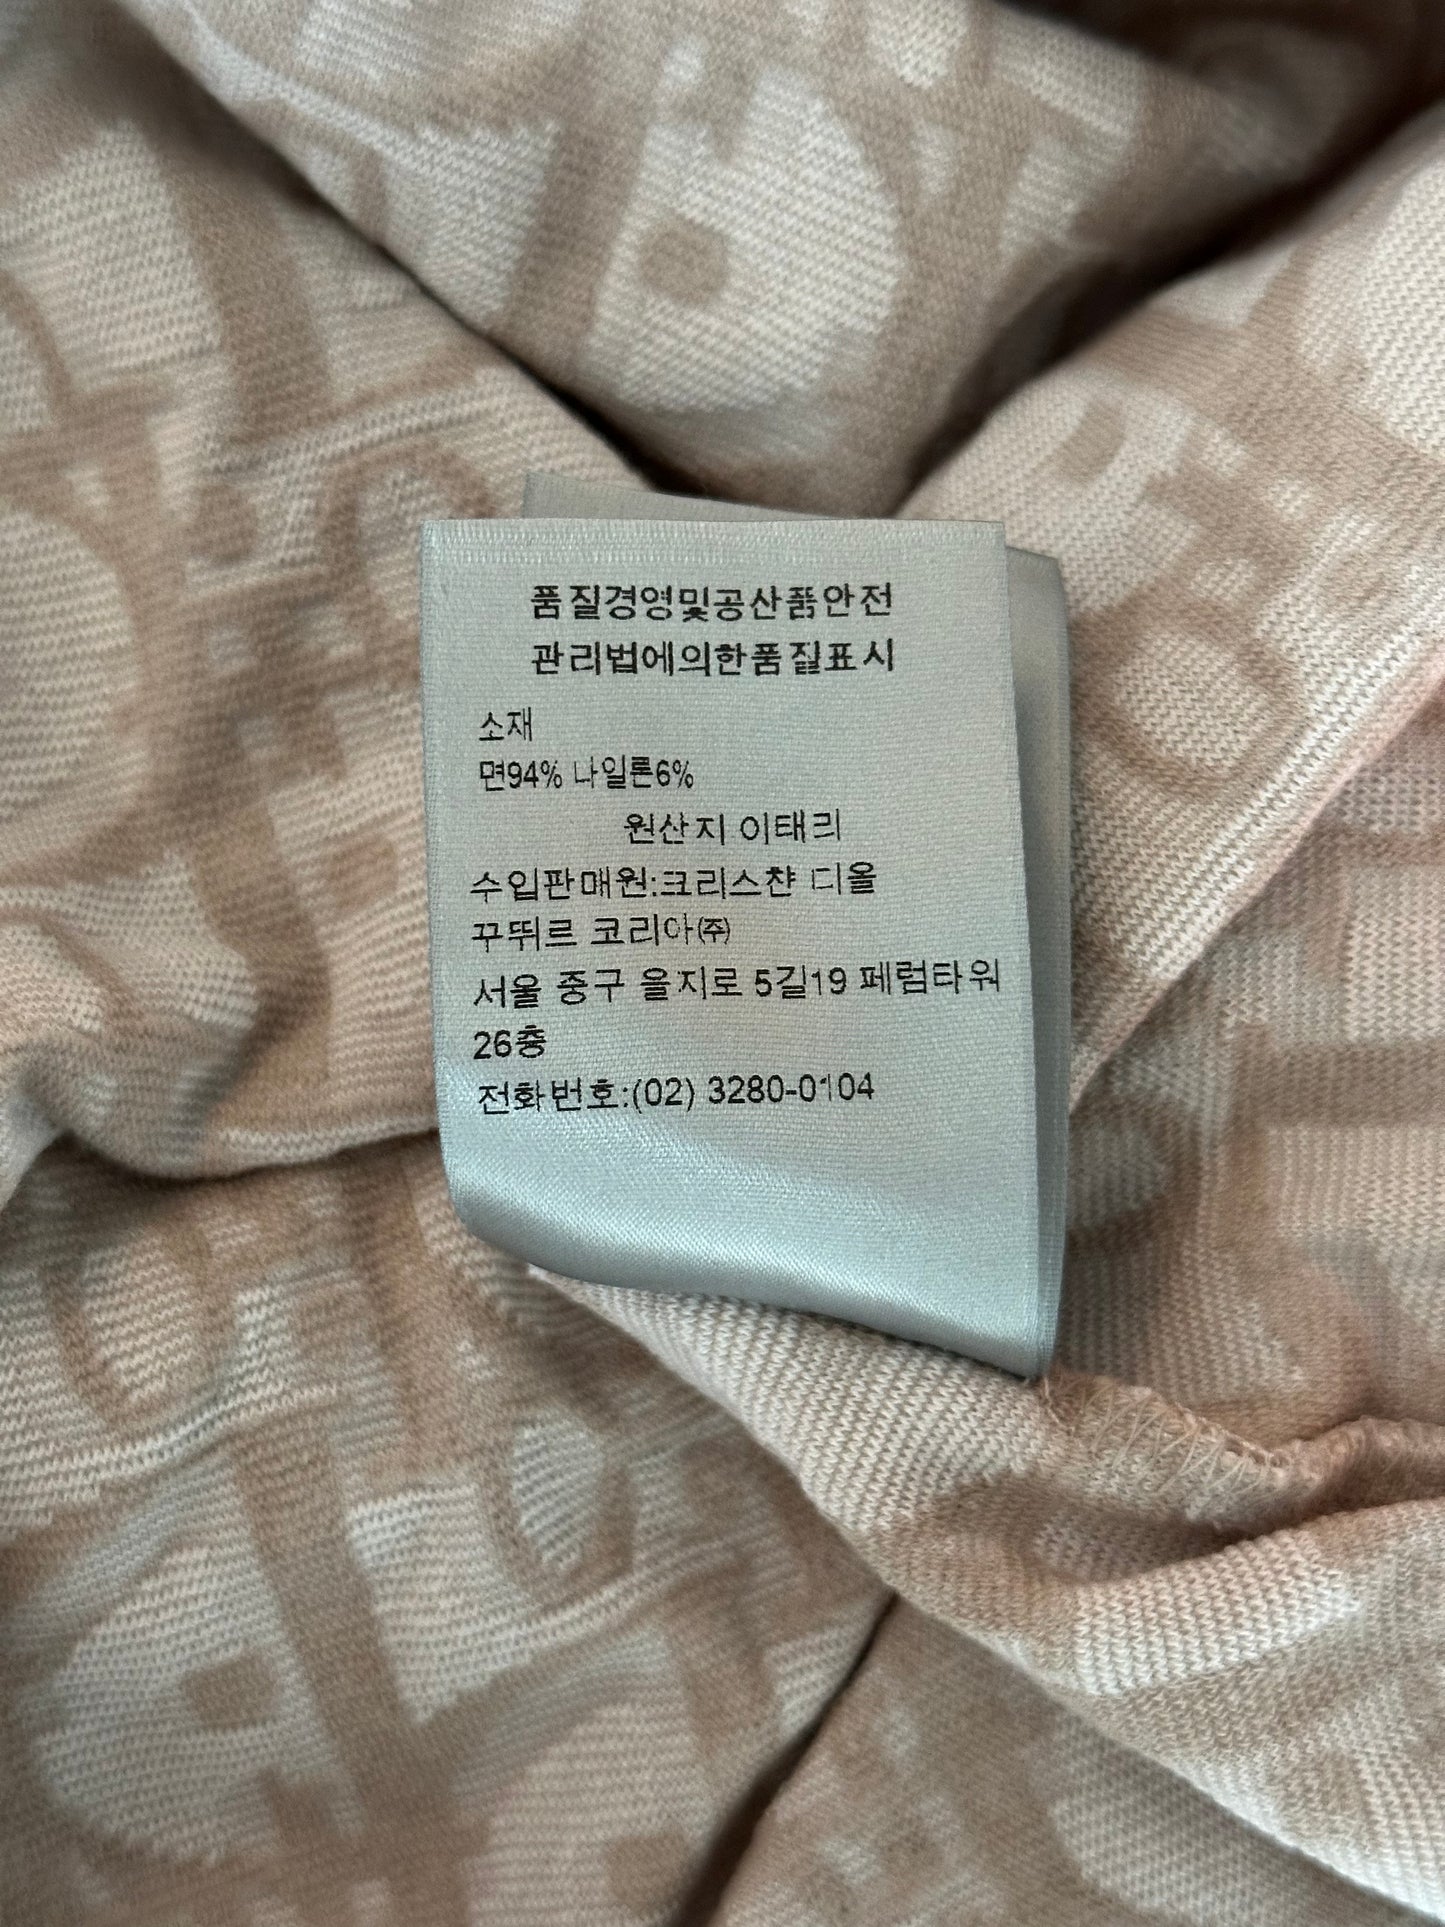 품질경영및공산품안전
관리법에의한품질표시
소재
면94% 나일론6%
원산지 이태리
수입판매원:크리스챤 디올
꾸뛰르 코리아㈜
서울 중구 을지로 5길19 페럼타워
26층
전화번호:(02) 3280-0104